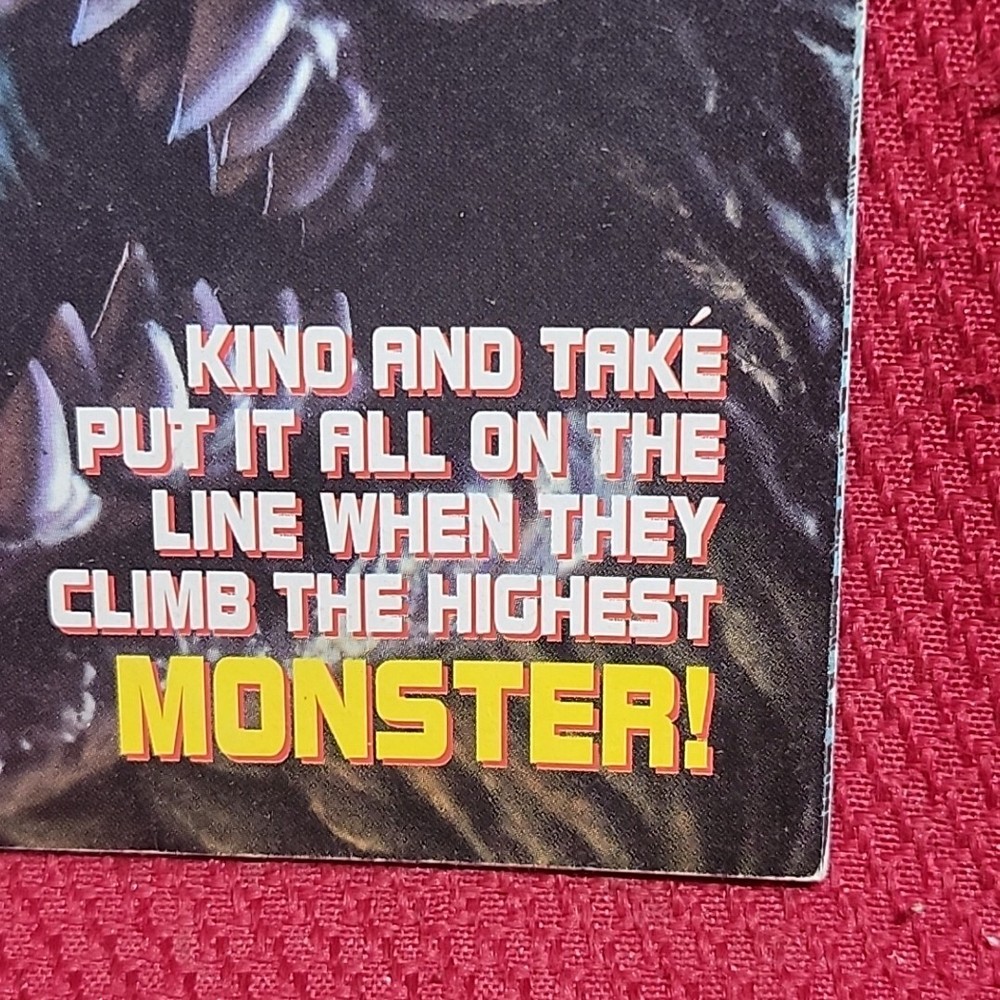 KINO AND TAKÉ
PUT IT ALL ON THE
LINE WHEN THEY
CLIMB THE HIGHEST
MONSTER!